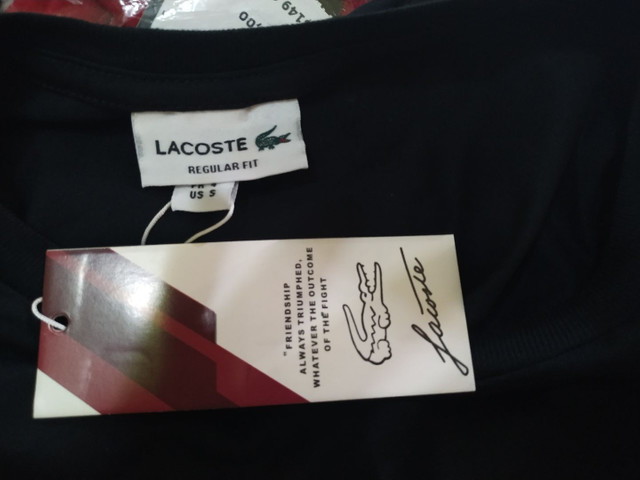 LACOSTE
REGULAR FIT
US S
"FRIENDSHIP
ALWAYS TRIUMPHED,
WHATEVER THE OUTCOME
OF THE FIGHT
Lacoste